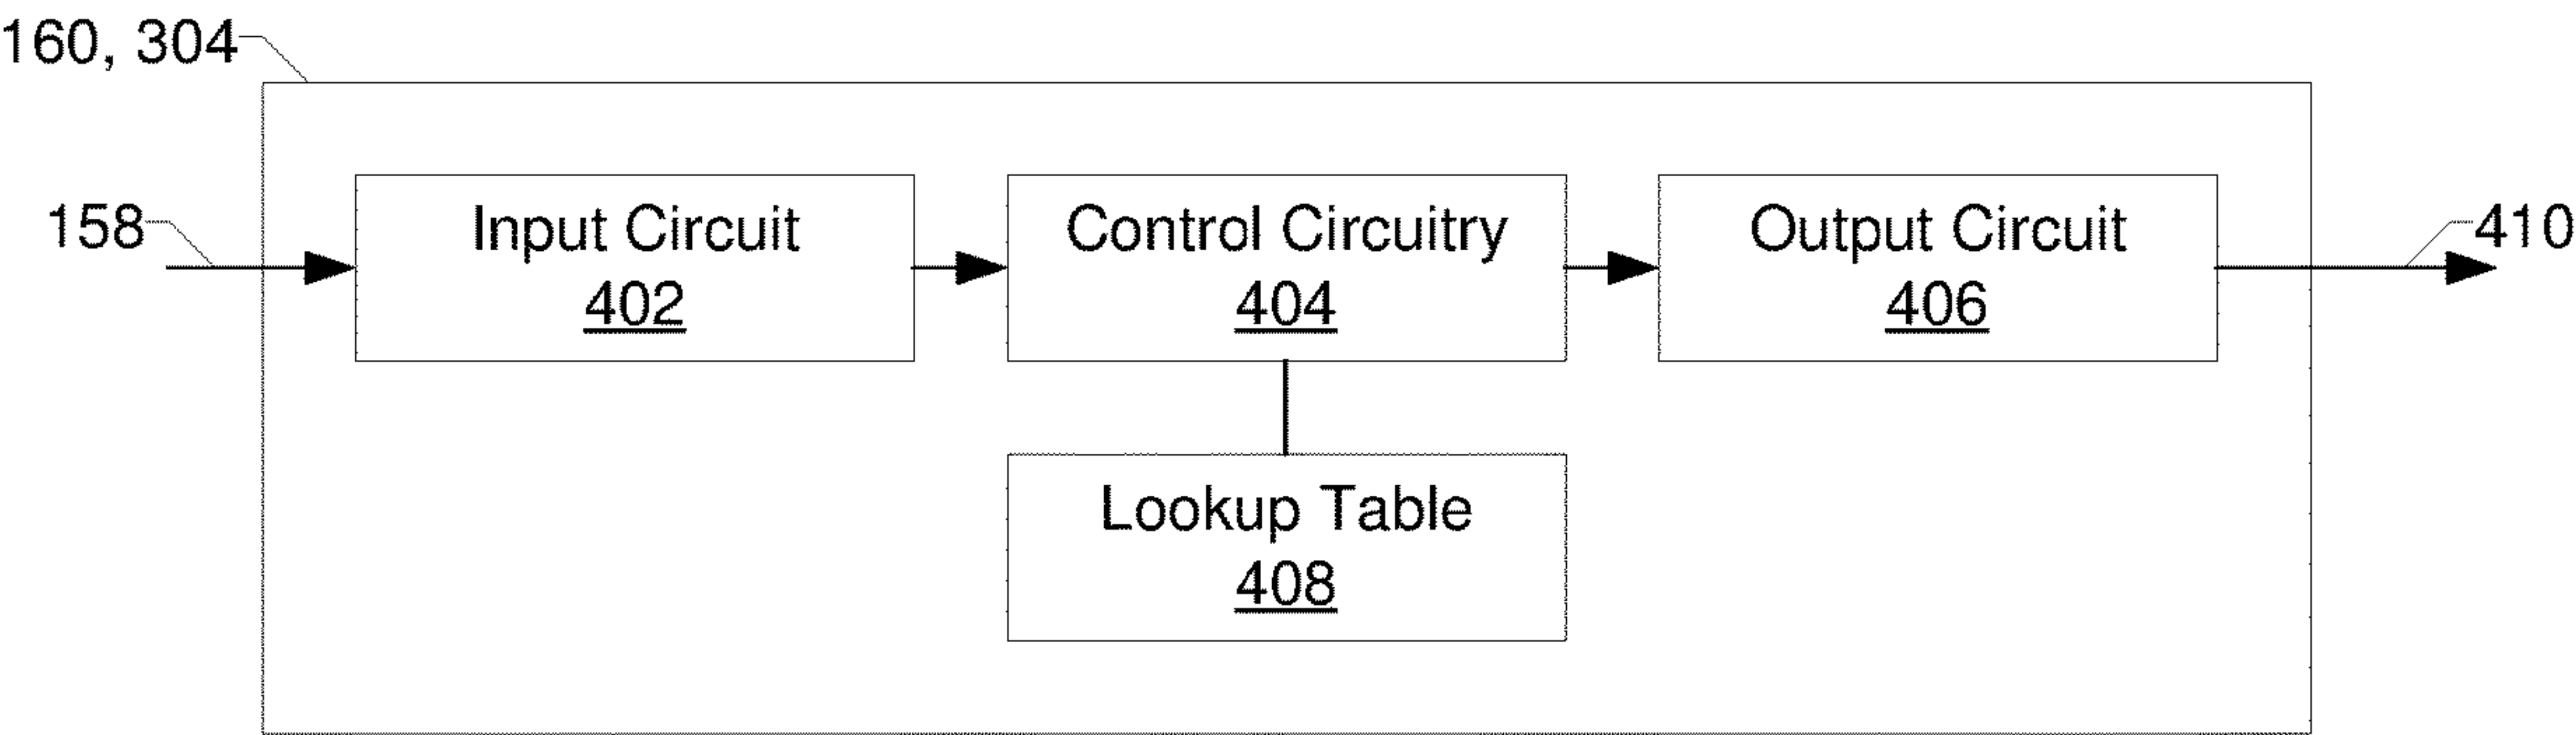 160, 304
158
Input Circuit
402
Control Circuitry
404
Output Circuit
406
410
Lookup Table
408